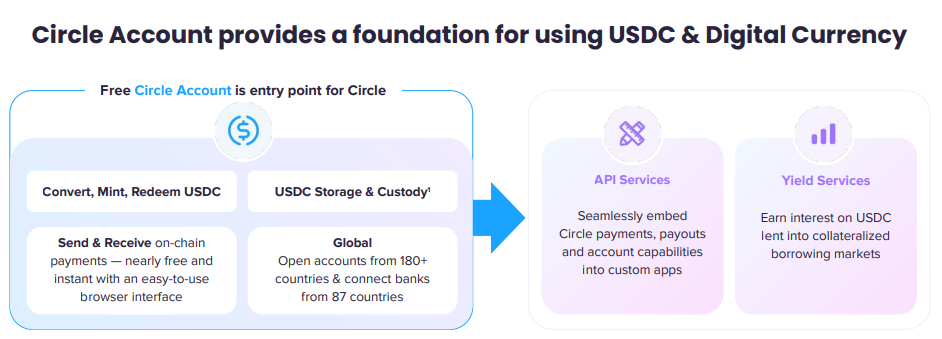 Circle Account provides a foundation for using USDC & Digital Currency
Free Circle Account is entry point for Circle
Convert, Mint, Redeem USDC
USDC Storage & Custody¹
Send & Receive on-chain
payments — nearly free and
instant with an easy-to-use
browser interface
Global
Open accounts from 180+
countries & connect banks
from 87 countries
API Services
Seamlessly embed
Circle payments, payouts
and account capabilities
into custom apps
Yield Services
Earn interest on USDC
lent into collateralized
borrowing markets